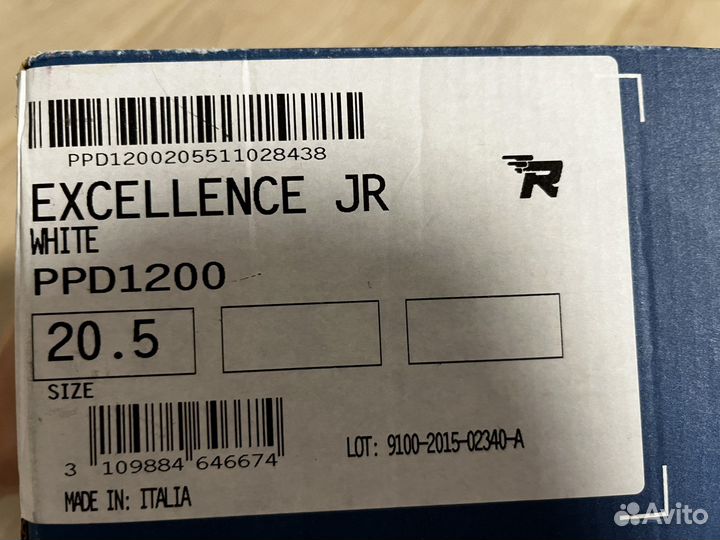 PPD1200205511028438
EXCELLENCE JR
R
WHITE
PPD1200
20.5
SIZE
3 109884 646674
LOT: 9100-2015-02340-A
MADE IN: ITALIA
Avito